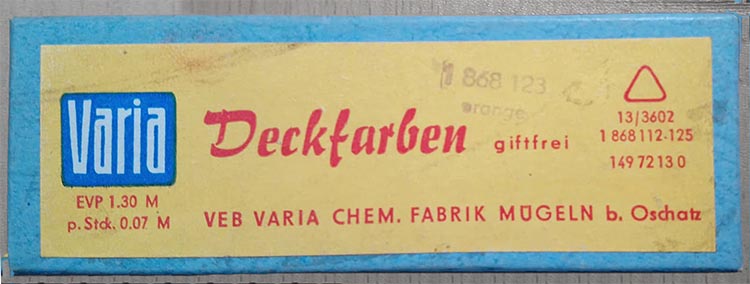 1 868 123
orange
Varia
Deckfarben giftfrei
13/3602
1 868 112-125
149 72 13 0
EVP 1.30 M
p. Stck. 0.07 M
VEB VARIA CHEM. FABRIK MÜGELN b. Oschatz